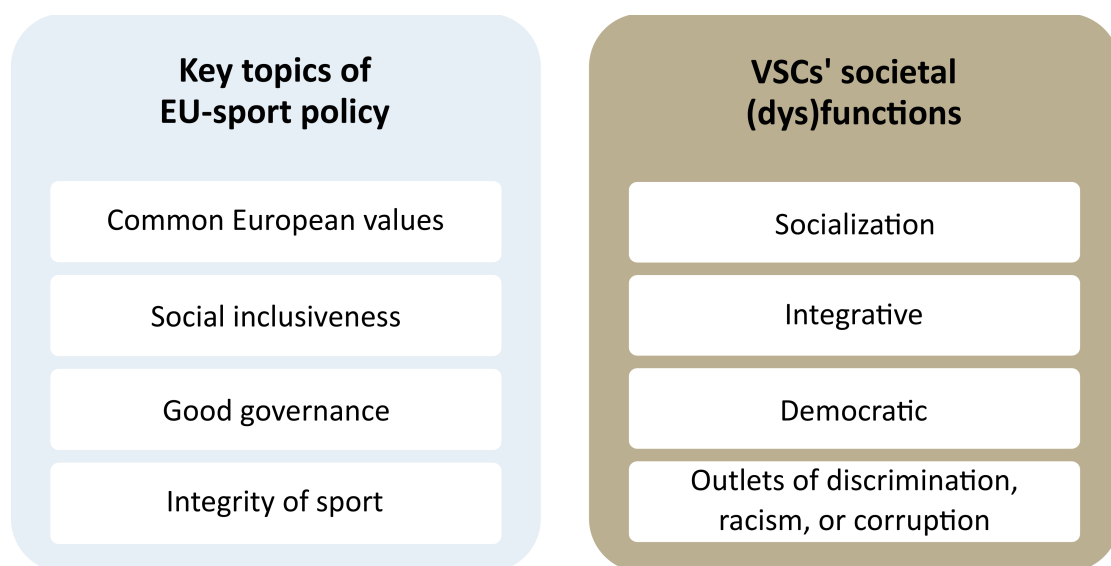 Key topics of
EU-sport policy
Common European values
Social inclusiveness
Good governance
Integrity of sport
VSCs' societal
(dys)functions
Socialization
Integrative
Democratic
Outlets of discrimination,
racism, or corruption